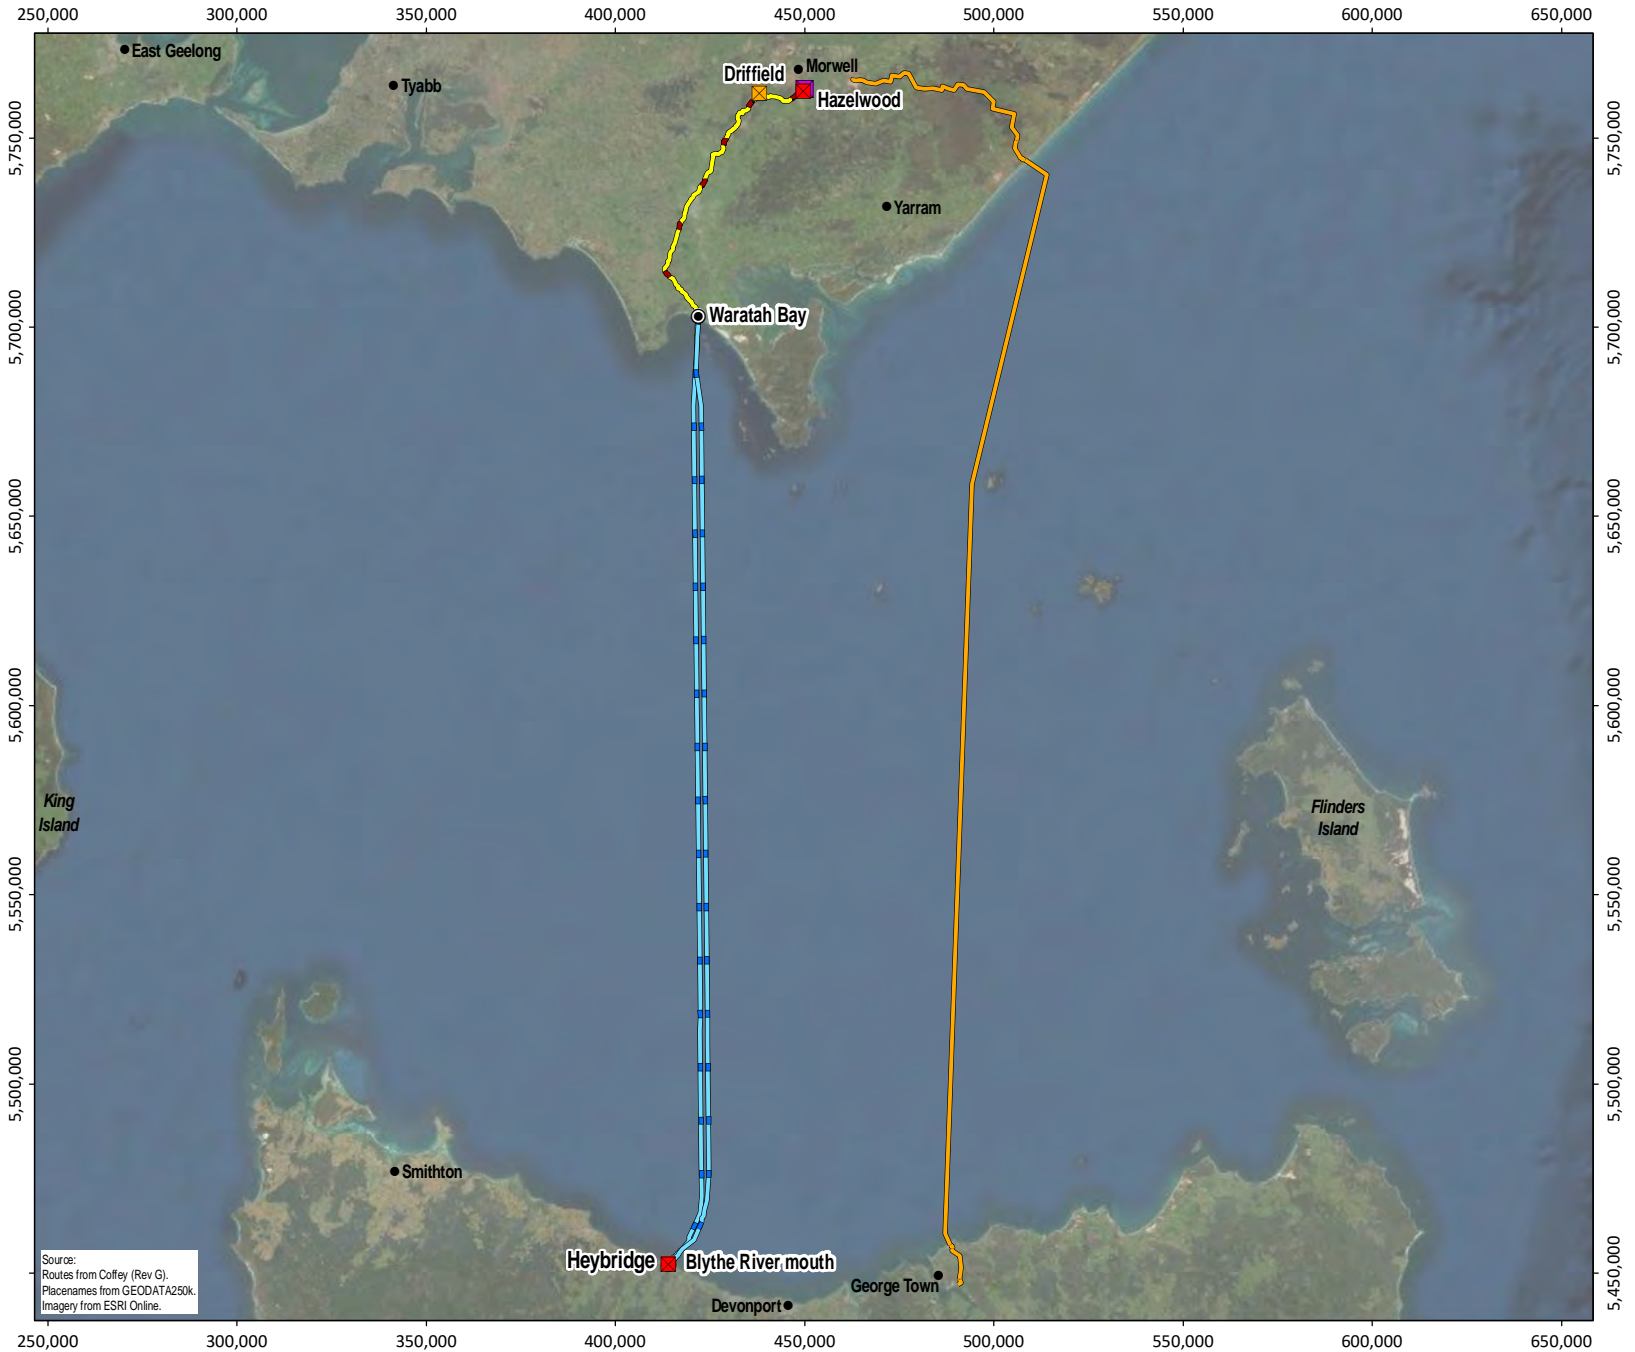 250,000 300,000 350,000 400,000 450,000 500,000 550,000 600,000 650,000
East Geelong
Morwell
Driffield
Tyabb
Hazelwood
5,750,000 5,750,000
Yarram
Waratah Bay
5,700,000 5,700,000
5,650,000 5,650,000
5,600,000 5,600,000
King
Island
Flinders
Island
5,550,000 5,550,000
5,500,000 5,500,000
Smithton
Heybridge
Blythe River mouth
5,450,000 5,450,000
George Town
Devonport
Source:
Routes from Coffey (Rev G).
Placenames from GEODATA250k.
Imagery from ESRI Online.
250,000 300,000 350,000 400,000 450,000 500,000 550,000 600,000 650,000